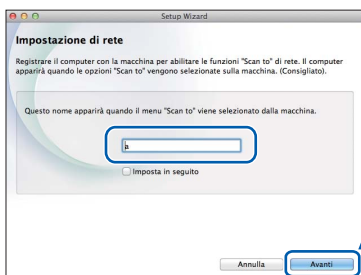 Setup Wizard
Impostazione di rete
Registrare il computer con la macchina per abilitare le funzioni "Scan to" di rete. Il computer
apparirà quando le opzioni "Scan to" vengono selezionate sulla macchina. (Consigliato).
Questo nome apparirà quando il menu "Scan to" viene selezionato dalla macchina.
a
Imposta in seguito
Annulla
Avanti